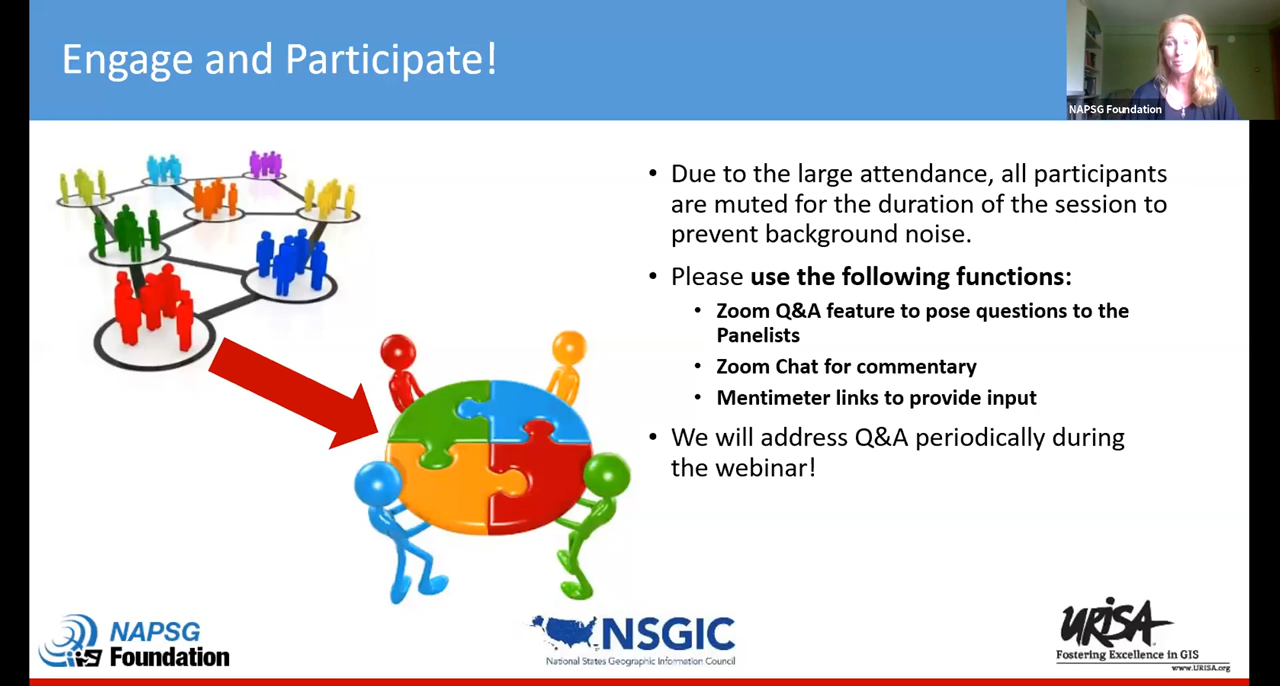 Engage and Participate!
NAPSG Foundation
• Due to the large attendance, all participants
are muted for the duration of the session to
prevent background noise.
• Please use the following functions:
• Zoom Q&A feature to pose questions to the
Panelists
• Zoom Chat for commentary
• Mentimeter links to provide input
• We will address Q&A periodically during
the webinar!
NAPSG
Foundation
NSGIC
National States Geographic Information Council
URISA
Fostering Excellence in GIS
www.URISA.org